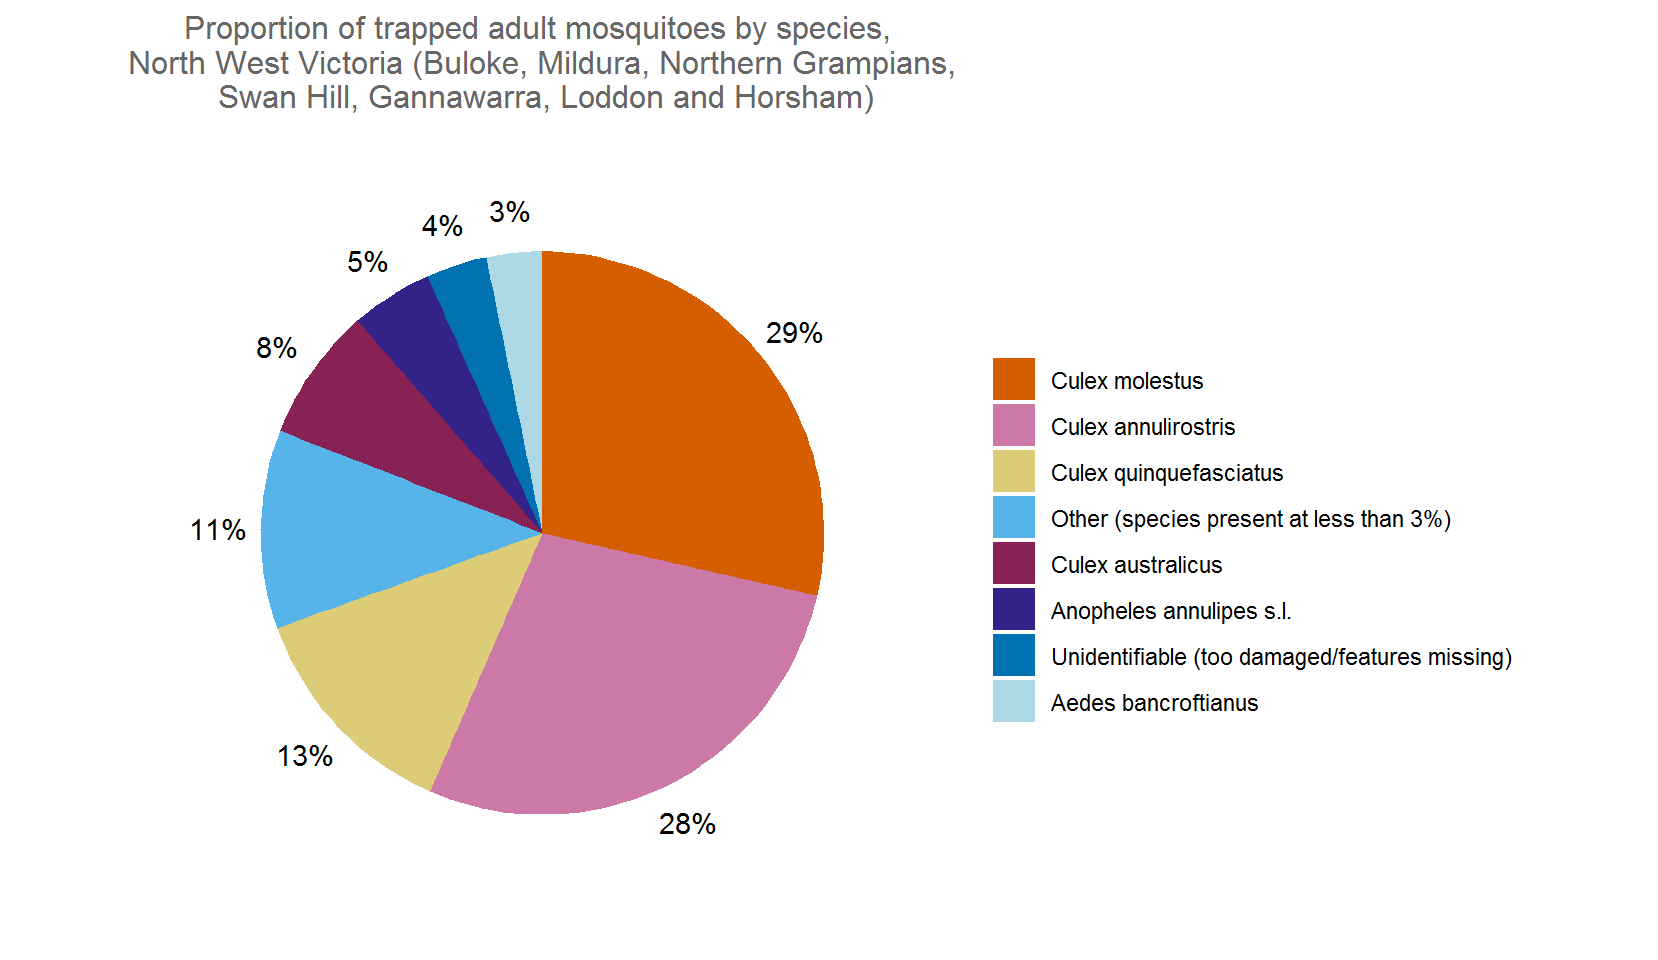 Proportion of trapped adult mosquitoes by species,
North West Victoria (Buloke, Mildura, Northern Grampians,
Swan Hill, Gannawarra, Loddon and Horsham)
3%
4%
5%
29%
8%
11%
13%
28%
Culex molestus
Culex annulirostris
Culex quinquefasciatus
Other (species present at less than 3%)
Culex australicus
Anopheles annulipes s.l.
Unidentifiable (too damaged/features missing)
Aedes bancroftianus